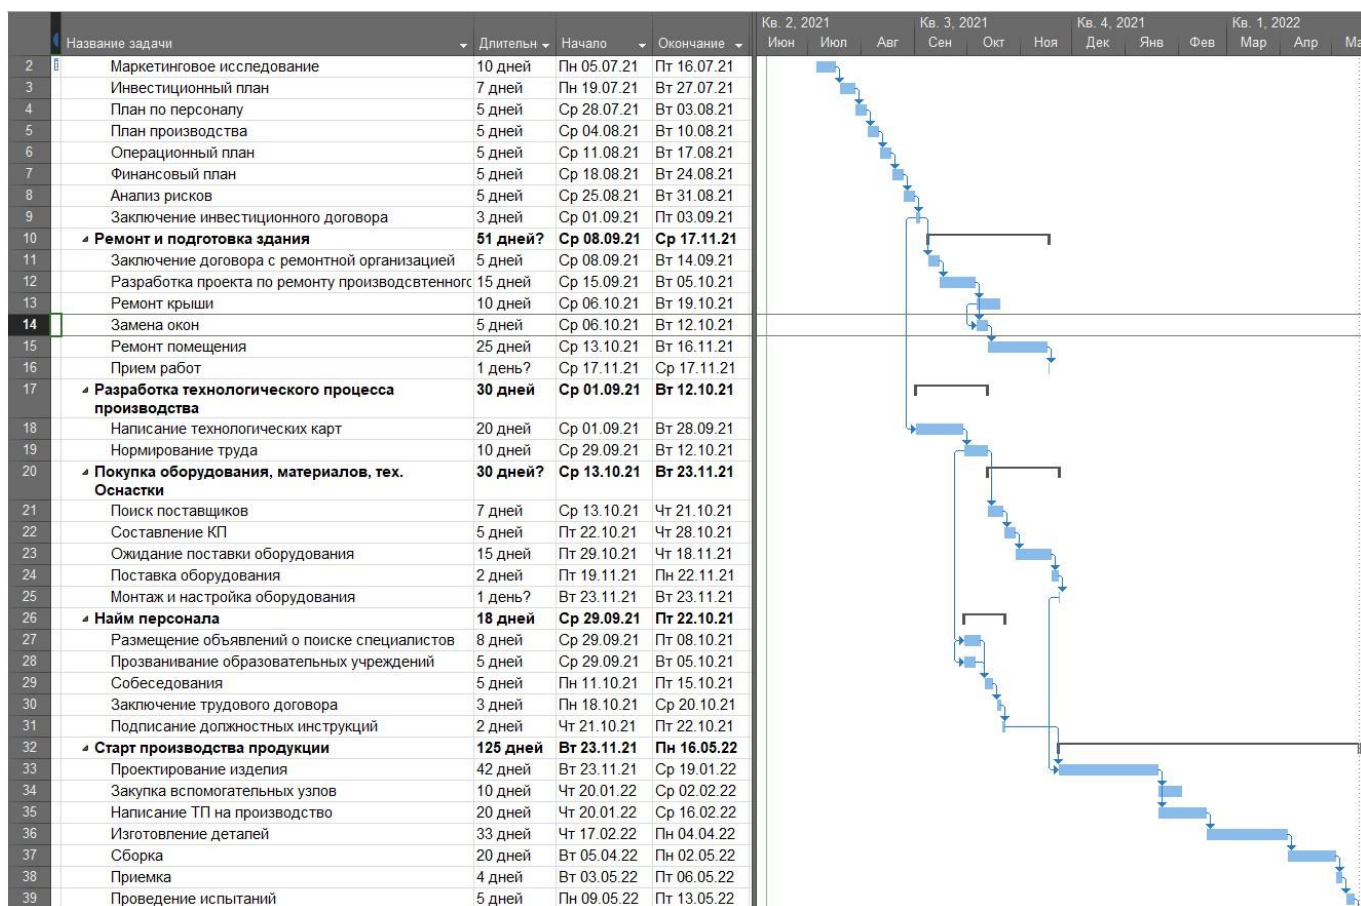 Кв. 2, 2021 Кв. 3, 2021 Кв. 4, 2021 Кв. 1, 2022
Название задачи Длительн Начало Окончание Июн Июл Авг Сен Окт Ноя Дек Янв Фев Мар Апр Ма
2 Маркетинговое исследование 10 дней Пн 05.07.21 Пт 16.07.21
3 Инвестиционный план 7 дней Пн 19.07.21 Вт 27.07.21
4 План по персоналу 5 дней Ср 28.07.21 Вт 03.08.21
5 План производства 5 дней Ср 04.08.21 Вт 10.08.21
6 Операционный план 5 дней Ср 11.08.21 Вт 17.08.21
7 Финансовый план 5 дней Ср 18.08.21 Вт 24.08.21
8 Анализ рисков 5 дней Ср 25.08.21 Вт 31.08.21
9 Заключение инвестиционного договора 3 дней Ср 01.09.21 Пт 03.09.21
10 Ремонт и подготовка здания 51 дней? Ср 08.09.21 Ср 17.11.21
11 Заключение договора с ремонтной организацией 5 дней Ср 08.09.21 Вт 14.09.21
12 Разработка проекта по ремонту производсвтенного 15 дней Ср 15.09.21 Вт 05.10.21
13 Ремонт крыши 10 дней Ср 06.10.21 Вт 19.10.21
14 Замена окон 5 дней Ср 06.10.21 Вт 12.10.21
15 Ремонт помещения 25 дней Ср 13.10.21 Вт 16.11.21
16 Прием работ 1 день? Ср 17.11.21 Ср 17.11.21
17 Разработка технологического процесса 30 дней Ср 01.09.21 Вт 12.10.21
производства
18 Написание технологических карт 20 дней Ср 01.09.21 Вт 28.09.21
19 Нормирование труда 10 дней Ср 29.09.21 Вт 12.10.21
20 Покупка оборудования, материалов, тех. 30 дней? Ср 13.10.21 Вт 23.11.21
Оснастки
21 Поиск поставщиков 7 дней Ср 13.10.21 Чт 21.10.21
22 Составление КП 5 дней Пт 22.10.21 Чт 28.10.21
23 Ожидание поставки оборудования 15 дней Пт 29.10.21 Чт 18.11.21
24 Поставка оборудования 2 дней Пт 19.11.21 Пн 22.11.21
25 Монтаж и настройка оборудования 1 день? Вт 23.11.21 Вт 23.11.21
26 Найм персонала 18 дней Ср 29.09.21 Пт 22.10.21
27 Размещение объявлений о поиске специалистов 8 дней Ср 29.09.21 Пт 08.10.21
28 Прозванивание образовательных учреждений 5 дней Ср 29.09.21 Вт 05.10.21
29 Собеседования 5 дней Пн 11.10.21 Пт 15.10.21
30 Заключение трудового договора 3 дней Пн 18.10.21 Ср 20.10.21
31 Подписание должностных инструкций 2 дней Чт 21.10.21 Пт 22.10.21
32 Старт производства продукции 125 дней Вт 23.11.21 Пн 16.05.22
33 Проектирование изделия 42 дней Вт 23.11.21 Ср 19.01.22
34 Закупка вспомогательных узлов 10 дней Чт 20.01.22 Ср 02.02.22
35 Написание ТП на производство 20 дней Чт 20.01.22 Ср 16.02.22
36 Изготовление деталей 33 дней Чт 17.02.22 Пн 04.04.22
37 Сборка 20 дней Вт 05.04.22 Пн 02.05.22
38 Приемка 4 дней Вт 03.05.22 Пт 06.05.22
39 Проведение испытаний 5 дней Пн 09.05.22 Пт 13.05.22